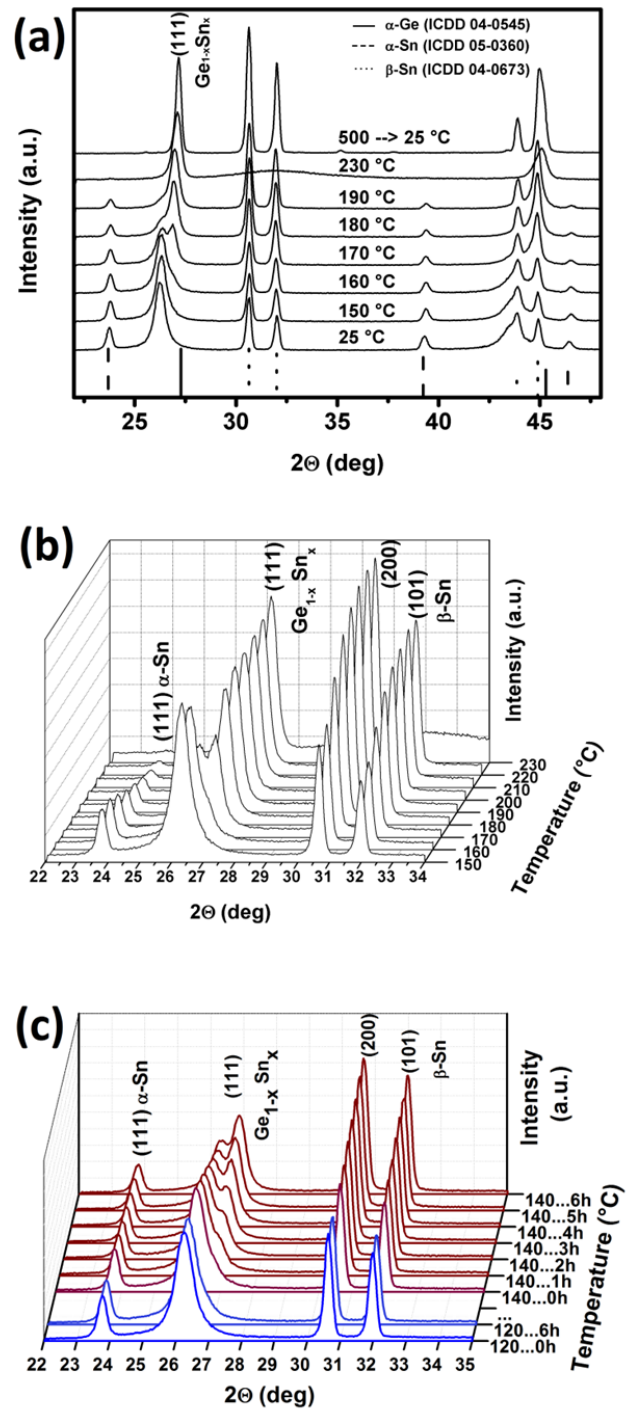 (a)
(111)
Ge1-xSnx
α-Ge (ICDD 04-0545)
α-Sn (ICDD 05-0360)
β-Sn (ICDD 04-0673)
500 --> 25 °C
230 °C
190 °C
180 °C
170 °C
160 °C
150 °C
25 °C
Intensity (a.u.)
25 30 35 40 45
2Θ (deg)
(b)
(111) α-Sn
(111)
Ge1-x Snx
(200)
(101)
β-Sn
Intensity (a.u.)
230
220
210
200
190
180
170
160
150
Temperature (°C)
22 23 24 25 26 27 28 29 30 31 32 33 34
2Θ (deg)
(c)
(111) α-Sn
(111)
Ge1-x Snx
(200)
(101)
β-Sn
Intensity
(a.u.)
140...6h
140...5h
140...4h
140...3h
140...2h
140...1h
140...0h
...
120...6h
120...0h
Temperature (°C)
22 23 24 25 26 27 28 29 30 31 32 33 34 35
2Θ (deg)